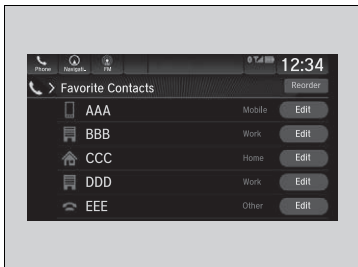 Phone Navigati.. FM 12:34
Favorite Contacts Reorder
AAA Mobile Edit
BBB Work Edit
CCC Home Edit
DDD Work Edit
EEE Other Edit